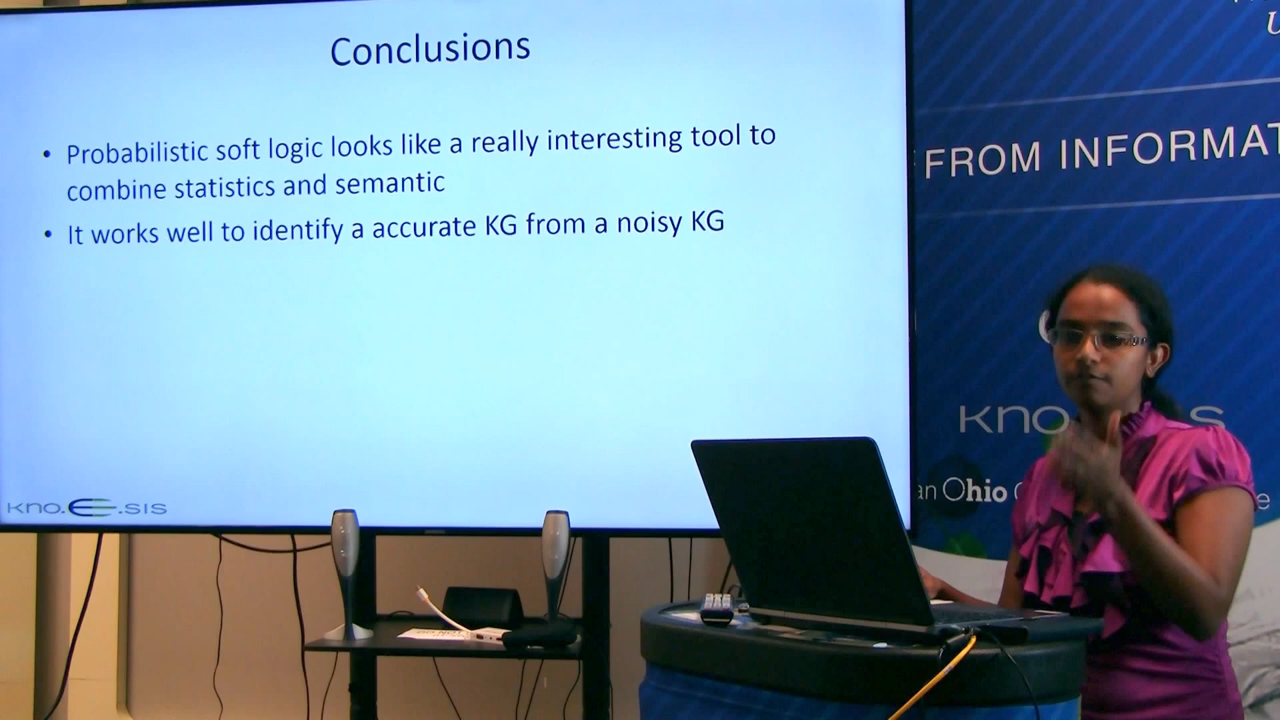 Conclusions
• Probabilistic soft logic looks like a really interesting tool to
combine statistics and semantic
• It works well to identify a accurate KG from a noisy KG
kno.e.sis
FROM INFORMAT
kno s
an Ohio